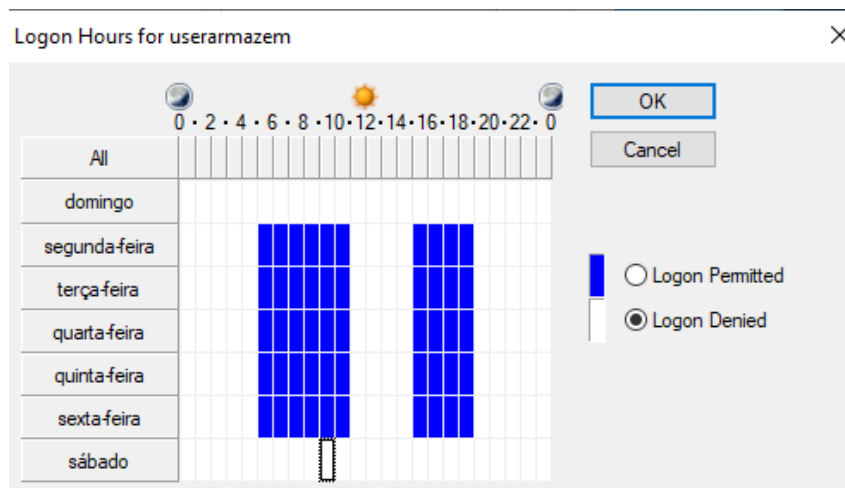 Logon Hours for userarmazem
OK
0 · 2 · 4 · 6 · 8 · 10 · 12 · 14 · 16 · 18 · 20 · 22 · 0
Cancel
All
domingo
segunda-feira
Logon Permitted
terça-feira
Logon Denied
quarta-feira
quinta-feira
sexta-feira
sábado